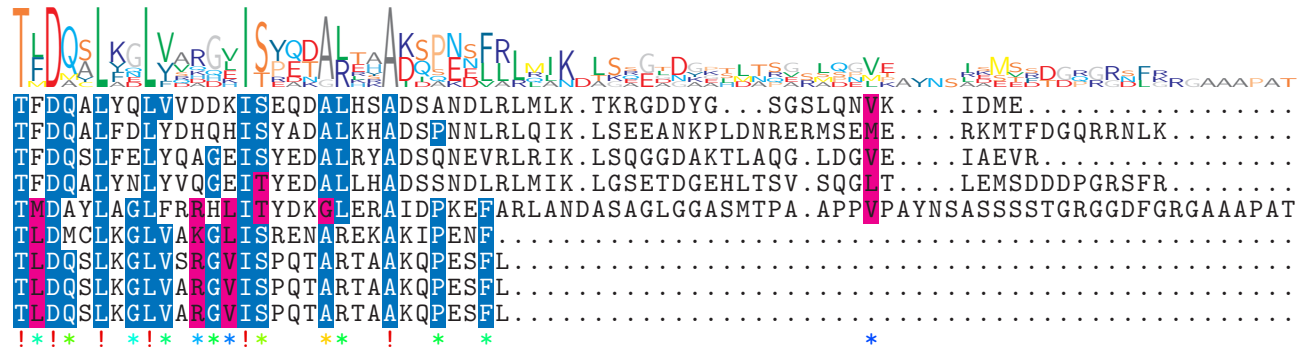 TFDQALYQLVVDDKISEQDALHSADSANDLRLMLK.TKRGDDYG...SGSLQNVK....IDME.................
TFDQALFDLYDHQHISYADALKHADSPNNLRLQIK.LSEEANKPLDNRERMSEME....RKMTFDGQRRNLK........
TFDQSLFELYQAGEISYEDALRYADSQNEVRLRIK.LSQGGDAKTLAQG.LDGVE....IAEVR................
TFDQALYNLYVQGEITYEDALLHADSSNDLRLMIK.LGSETDGEHLTSV.SQGLT....LEMSDDDPGRSFR........
TMDAYLAGLFRRHLITYDKGLERAIDPKEFARLANDASAGLGGASMTPA.APPVPAYNSASSSSTGRGGDFGRGAAAPAT
TLDMCLKGLVAKGLISRENAREKAKIPENF..................................................
TLDQSLKGLVSRGVISPQTARTAAKQPESFL.................................................
TLDQSLKGLVARGVISPQTARTAAKQPESFL.................................................
TLDQSLKGLVARGVISPQTARTAAKQPESFL.................................................
!*!* ! *!* ***!* ** ! * * *